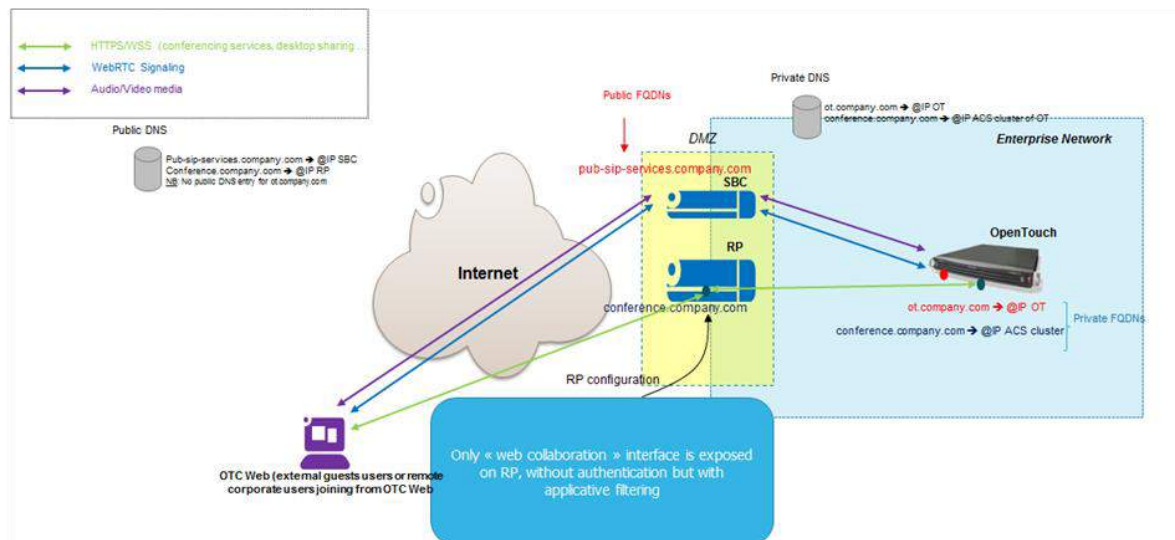 HTTPS/WSS (conferencing services, desktop sharing ...
WebRTC Signaling
Audio/Video media
Public DNS
Pub-sip-services.company.com ➔ @IP SBC
Conference.company.com ➔ @IP RP
NB: No public DNS entry for ot.company.com
Public FQDNs
Private DNS
ot.company.com ➔ @IP OT
conference.company.com ➔ @IP ACS cluster of OT
DMZ
Enterprise Network
pub-sip-services.company.com
SBC
OpenTouch
RP
Internet
conference.company.com
ot.company.com ➔ @IP OT
conference.company.com ➔ @IP ACS cluster
Private FQDNs
RP configuration
OTC Web (external guests users or remote
corporate users joining from OTC Web
Only « web collaboration » interface is exposed
on RP, without authentication but with
applicative filtering